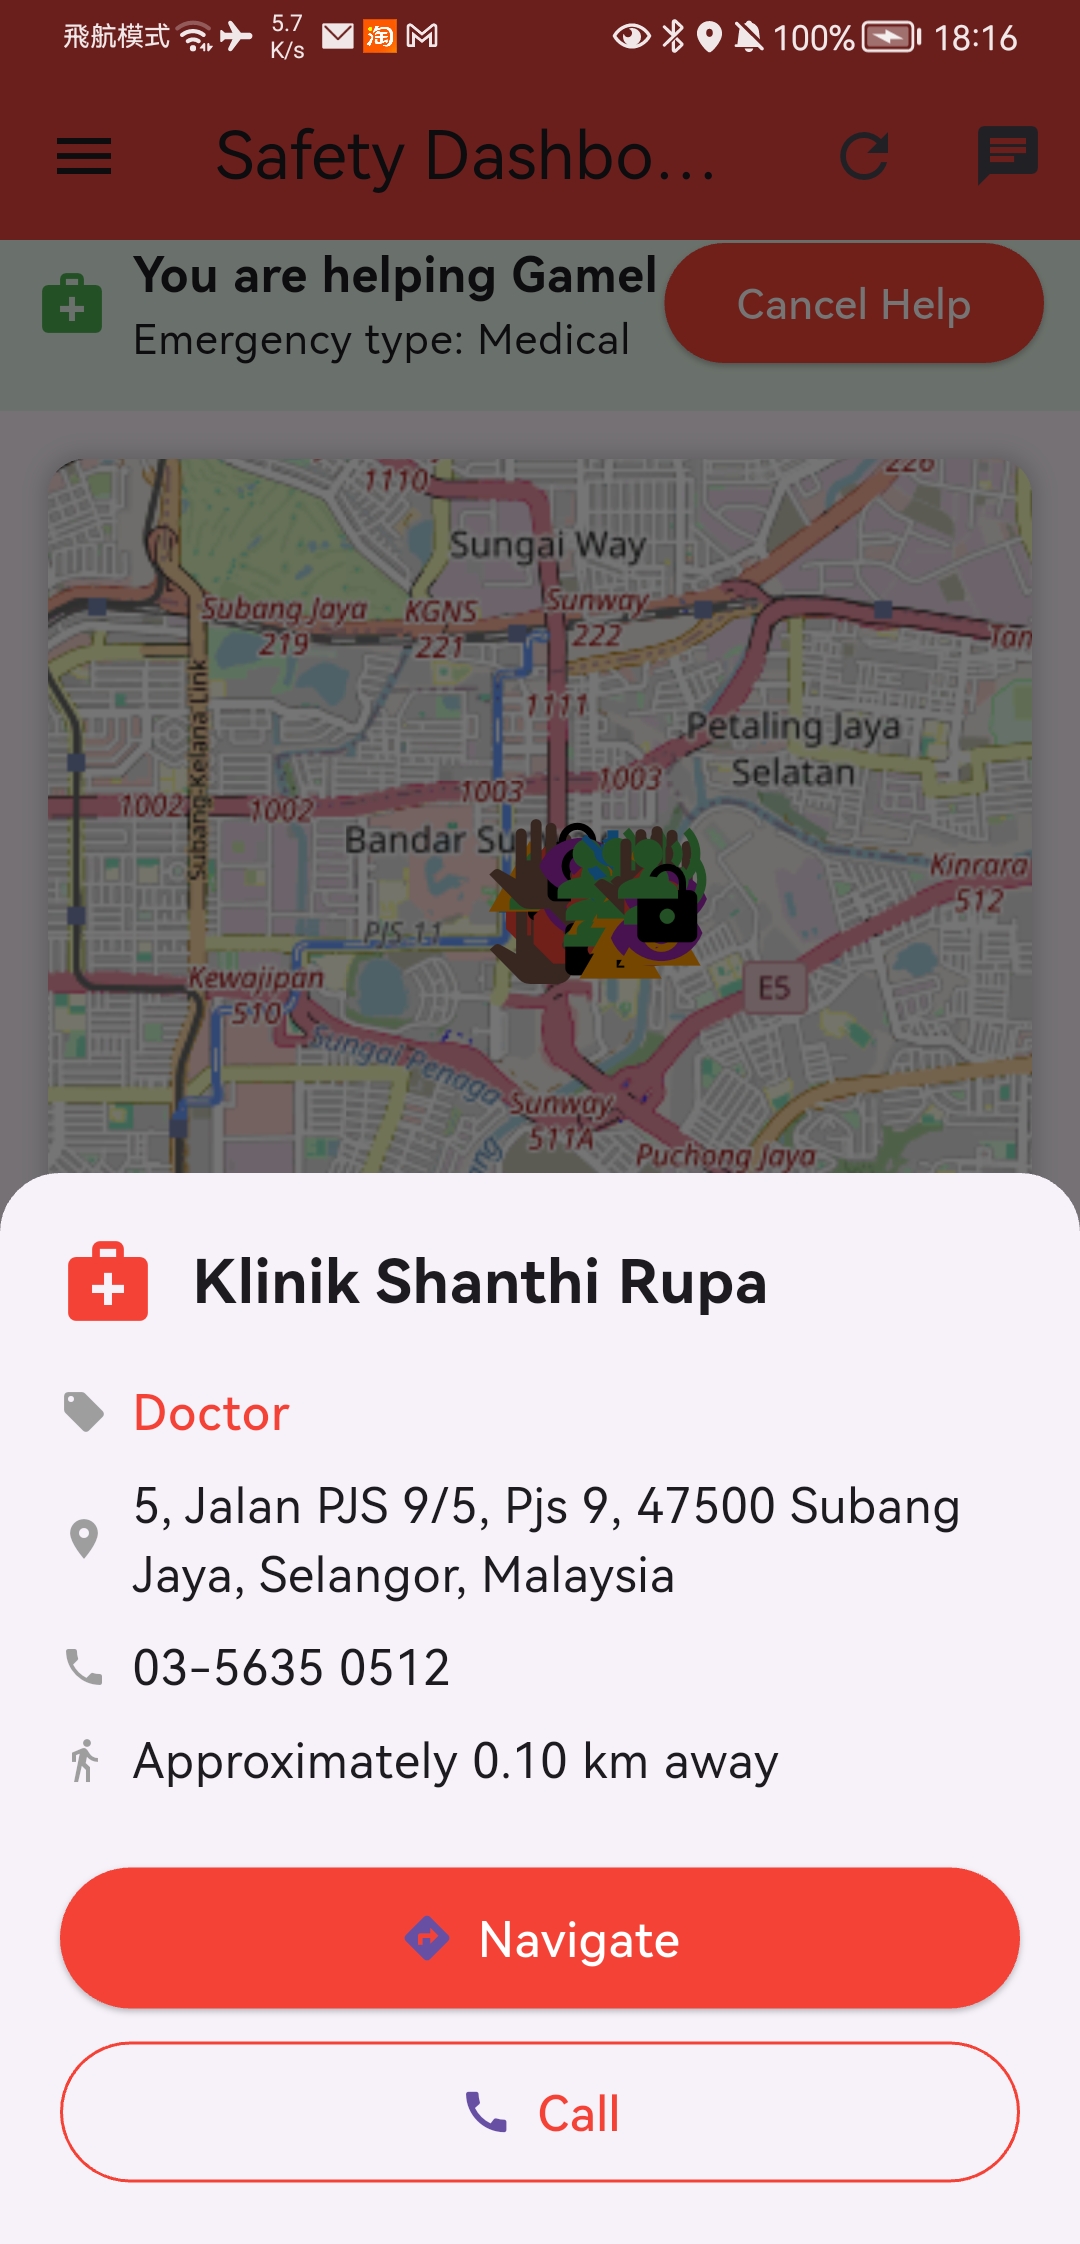 飛航模式 5.7 K/s 淘 100% 18:16
Safety Dashbo...
You are helping Gamel
Emergency type: Medical
Cancel Help
1110
226
Sungai Way
Subang Jaya
219
KGNS
221
Sunway
222
Tan
1111
Subang-Kelana Link
Petaling Jaya
Selatan
1002
1002
1003
1003
Bandar Su
Kinrara
512
PJS 11
Kewajipan
510
E5
Sungai Penaga
Sunway
511A
Puchong Jaya
Klinik Shanthi Rupa
Doctor
5, Jalan PJS 9/5, Pjs 9, 47500 Subang
Jaya, Selangor, Malaysia
03-5635 0512
Approximately 0.10 km away
Navigate
Call